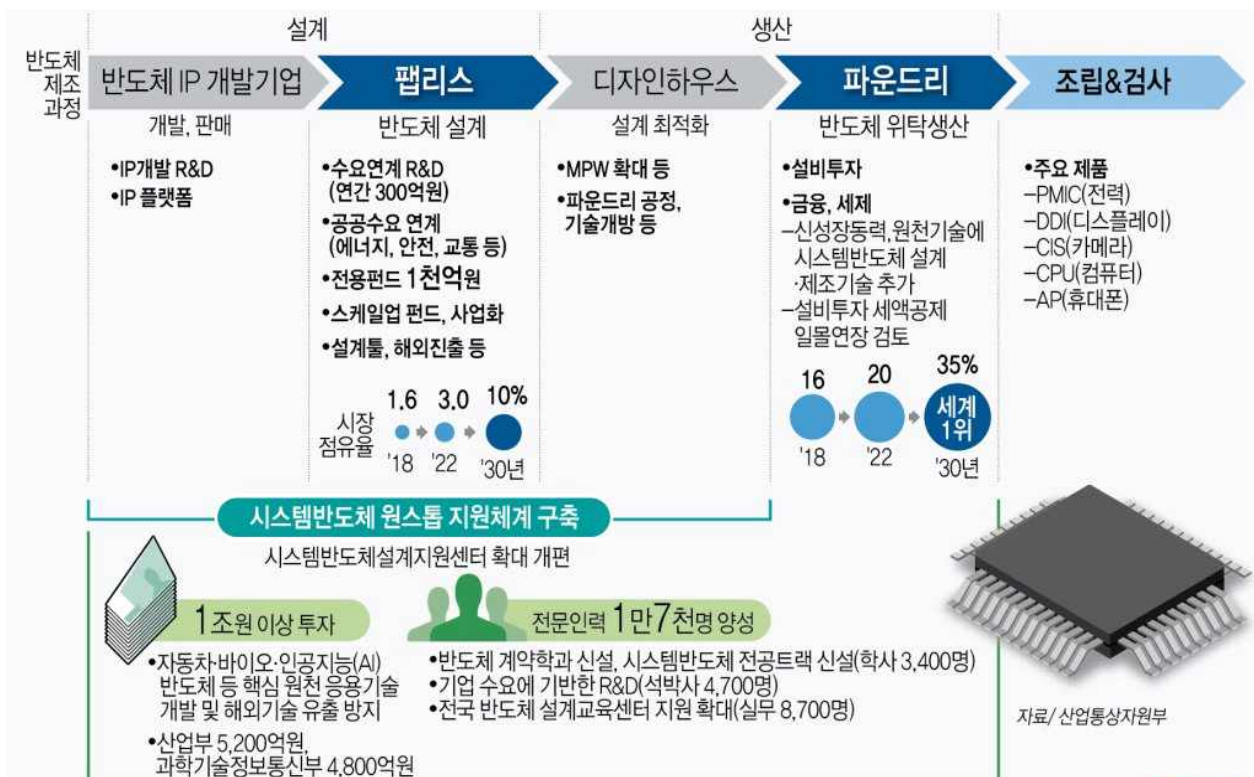 설계
생산
반도체
제조
과정
반도체 IP 개발기업
팹리스
디자인하우스
파운드리
조립&검사
개발, 판매
반도체 설계
설계 최적화
반도체 위탁생산
•IP개발 R&D
•IP 플랫폼
•수요연계 R&D
(연간 300억원)
•공공수요 연계
(에너지, 안전, 교통 등)
•전용펀드 1천억원
•스케일업 펀드, 사업화
•설계툴, 해외진출 등
시장
점유율
1.6
3.0
10%
'18
'22
'30년
•MPW 확대 등
•파운드리 공정,
기술개방 등
•설비투자
•금융, 세제
–신성장동력,원천기술에
시스템반도체 설계
·제조기술 추가
–설비투자 세액공제
일몰연장 검토
16
20
35%
세계
1위
'18
'22
'30년
•주요 제품
–PMIC(전력)
–DDI(디스플레이)
–CIS(카메라)
–CPU(컴퓨터)
–AP(휴대폰)
시스템반도체 원스톱 지원체계 구축
시스템반도체설계지원센터 확대 개편
1조원 이상 투자
•자동차·바이오·인공지능(AI)
반도체 등 핵심 원천 응용기술
개발 및 해외기술 유출 방지
•산업부 5,200억원,
과학기술정보통신부 4,800억원
전문인력 1만7천명 양성
•반도체 계약학과 신설, 시스템반도체 전공트랙 신설(학사 3,400명)
•기업 수요에 기반한 R&D(석박사 4,700명)
•전국 반도체 설계교육센터 지원 확대(실무 8,700명)
자료/ 산업통상자원부